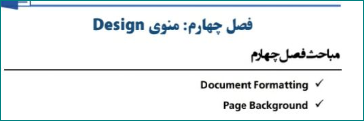 فصل چهارم: منوی Design
مباحث فصل چهارم
Document Formatting ✓
Page Background ✓